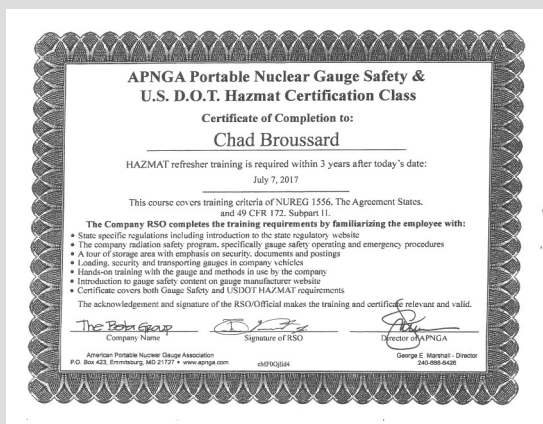 APNGA Portable Nuclear Gauge Safety &
U.S. D.O.T. Hazmat Certification Class
Certificate of Completion to:
Chad Broussard
HAZMAT refresher training is required within 3 years after today's date:
July 7, 2017
This course covers training criteria of NUREG 1556, The Agreement States,
and 49 CFR 172, Subpart H.
The Company RSO completes the training requirements by familiarizing the employee with:
• State specific regulations including introduction to the state regulatory website
• The company radiation safety program, specifically gauge safety operating and emergency procedures
• A tour of storage area with emphasis on security, documents and postings
• Loading, security and transporting gauges in company vehicles
• Hands-on training with the gauge and methods in use by the company
• Introduction to gauge safety content on gauge manufacturer website
• Certificate covers both Gauge Safety and USDOT HAZMAT requirements
The acknowledgement and signature of the RSO/Official makes the training and certificate relevant and valid.
The Beta Group
Company Name
Signature of RSO
Director of APNGA
American Portable Nuclear Gauge Association
P.O. Box 423, Emmitsburg, MD 21727 • www.apnga.com
George E. Marshall - Director
240-866-6426